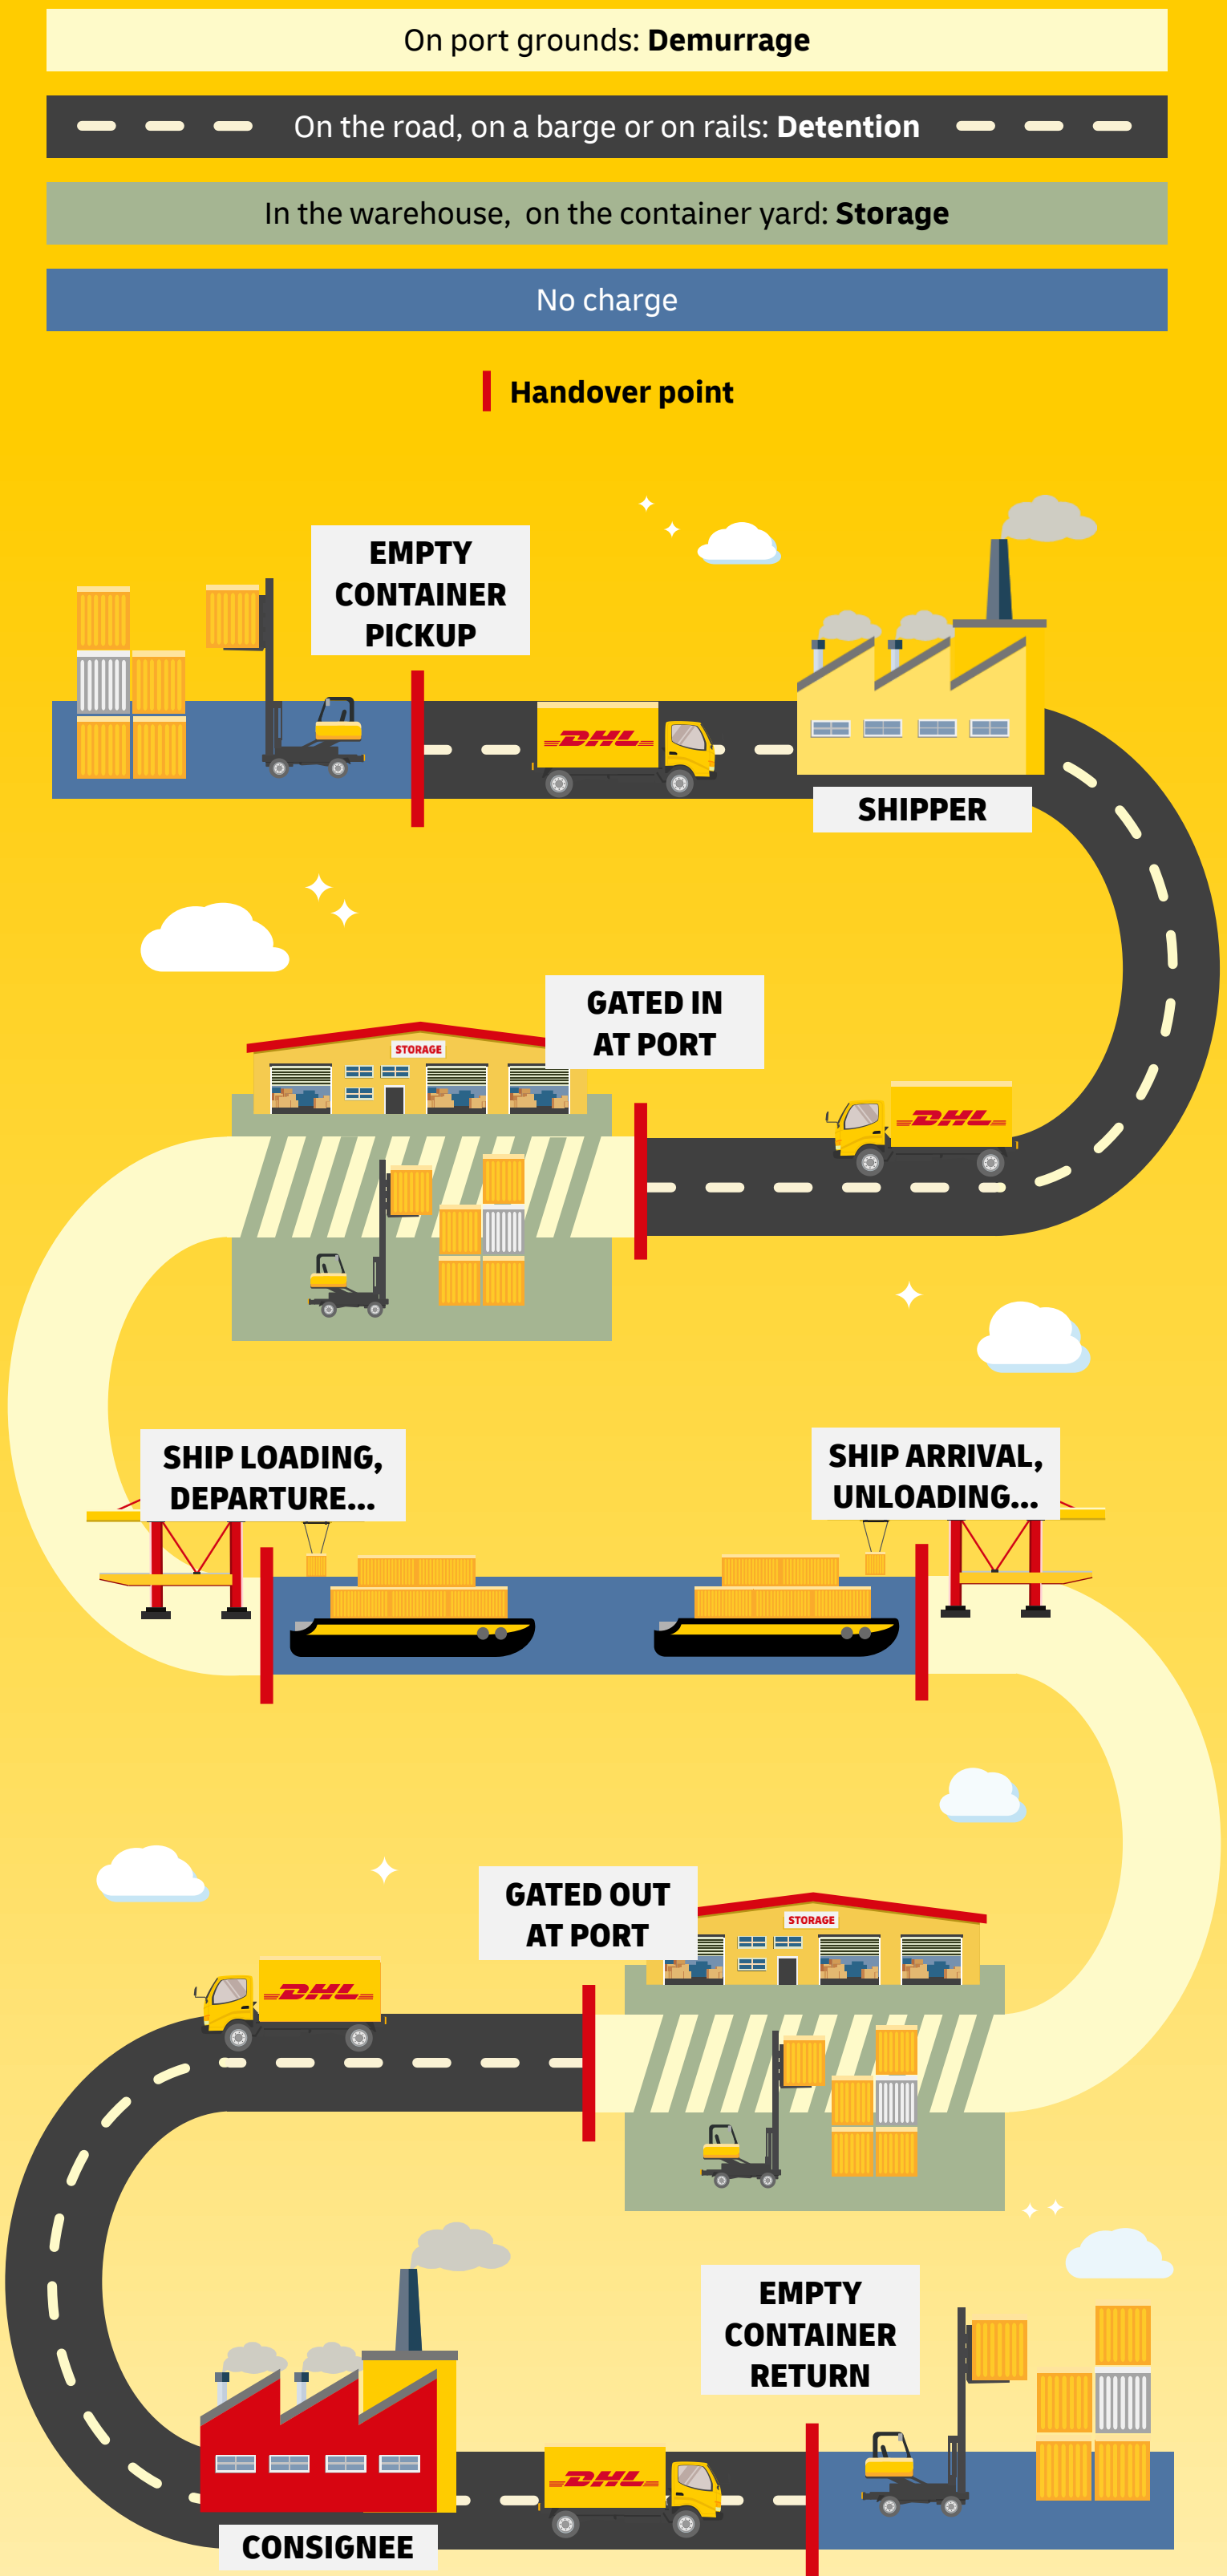 On port grounds: Demurrage
On the road, on a barge or on rails: Detention
In the warehouse, on the container yard: Storage
No charge
Handover point
EMPTY
CONTAINER
PICKUP
DHL
SHIPPER
GATED IN
AT PORT
STORAGE
DHL
SHIP LOADING,
DEPARTURE...
SHIP ARRIVAL,
UNLOADING...
GATED OUT
AT PORT
STORAGE
DHL
EMPTY
CONTAINER
RETURN
DHL
CONSIGNEE